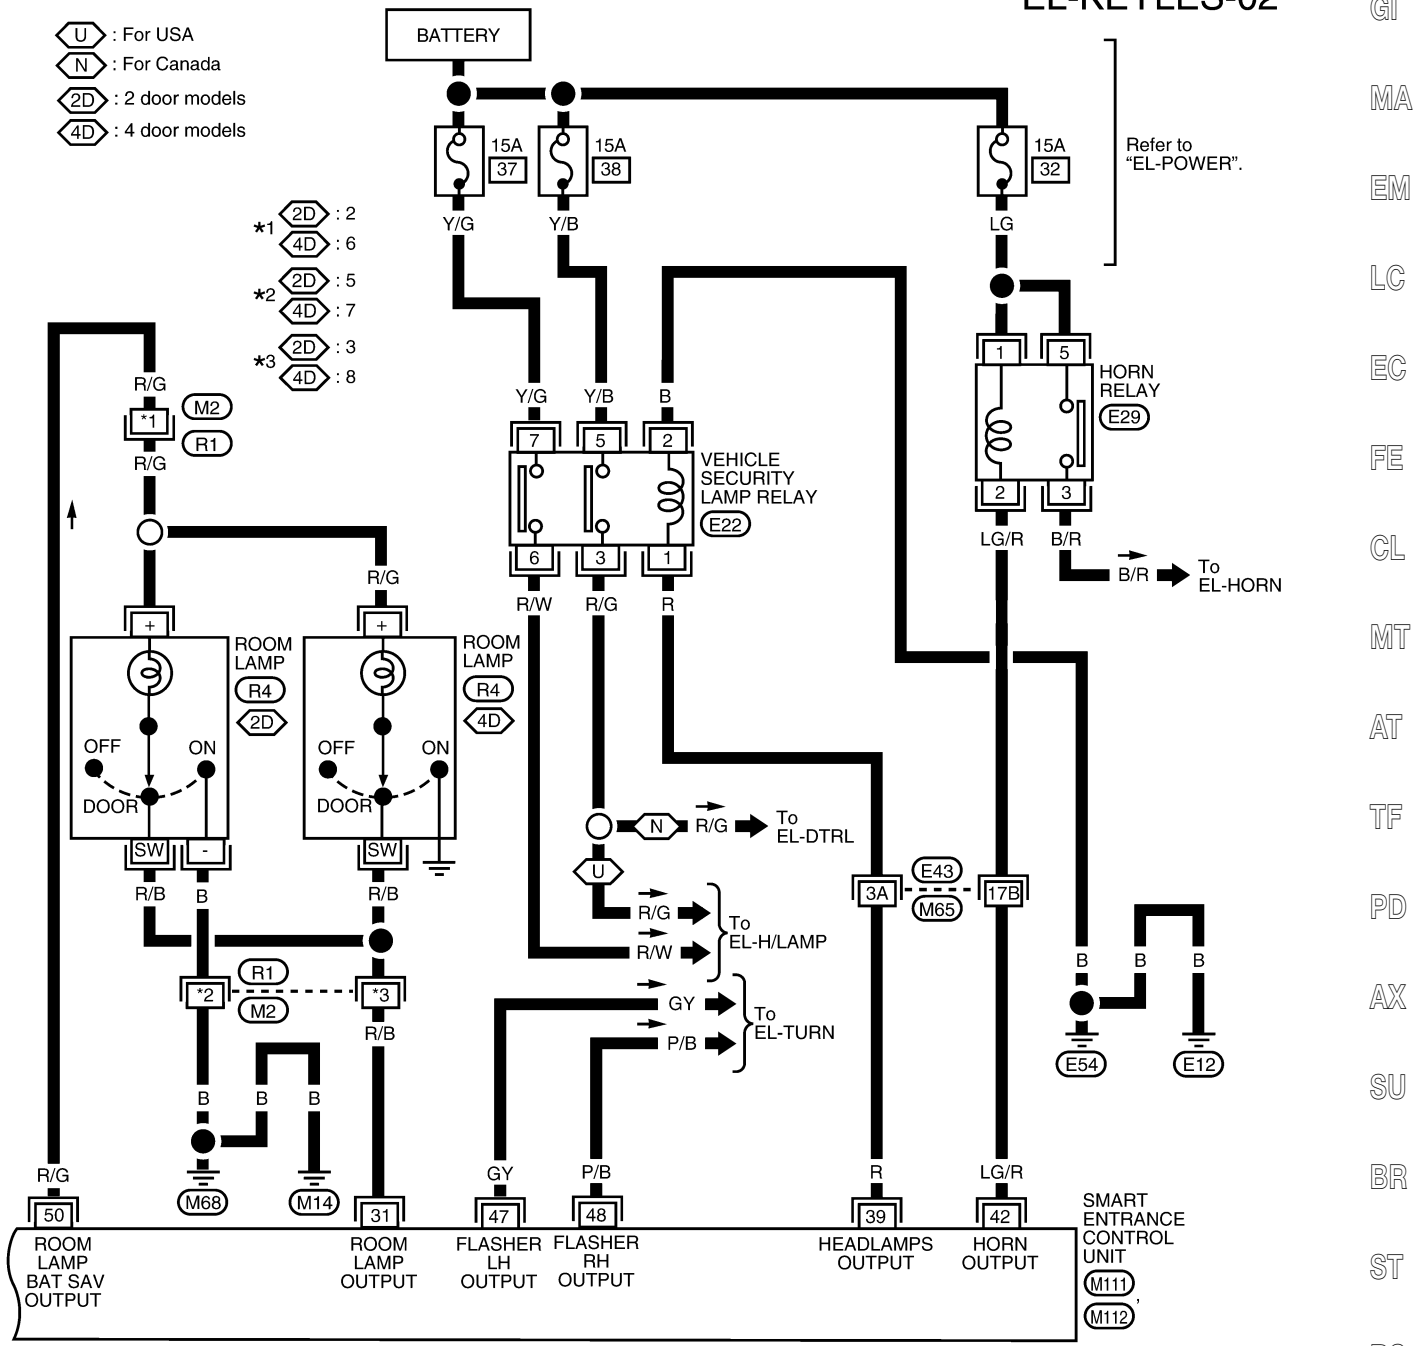 EL-KEYLES-02
U : For USA
N : For Canada
2D : 2 door models
4D : 4 door models
BATTERY
15A
37
15A
38
15A
32
Refer to
“EL-POWER”.
Y/G
Y/B
LG
*1
2D : 2
4D : 6
*2
2D : 5
4D : 7
*3
2D : 3
4D : 8
R/G
*1
M2
R1
R/G
R/G
Y/G
Y/B
B
7
5
2
VEHICLE
SECURITY
LAMP RELAY
E22
6
3
1
R/W
R/G
R
1
5
HORN
RELAY
E29
2
3
LG/R
B/R
B/R
To
EL-HORN
+
ROOM
LAMP
R4
2D
OFF
ON
DOOR
SW
-
+
ROOM
LAMP
R4
4D
OFF
ON
DOOR
SW
R/B
B
R/B
N
R/G
To
EL-DTRL
U
R/G
R/W
To
EL-H/LAMP
GY
P/B
To
EL-TURN
3A
E43
M65
17B
*2
R1
M2
*3
R/B
B
B
B
M68
M14
B
B
B
E54
E12
R/G
GY
P/B
R
LG/R
50
31
47
48
39
42
ROOM
LAMP
BAT SAV
OUTPUT
ROOM
LAMP
OUTPUT
FLASHER
LH
OUTPUT
FLASHER
RH
OUTPUT
HEADLAMPS
OUTPUT
HORN
OUTPUT
SMART
ENTRANCE
CONTROL
UNIT
M111 ,
M112
GI
MA
EM
LC
EC
FE
CL
MT
AT
TF
PD
AX
SU
BR
ST